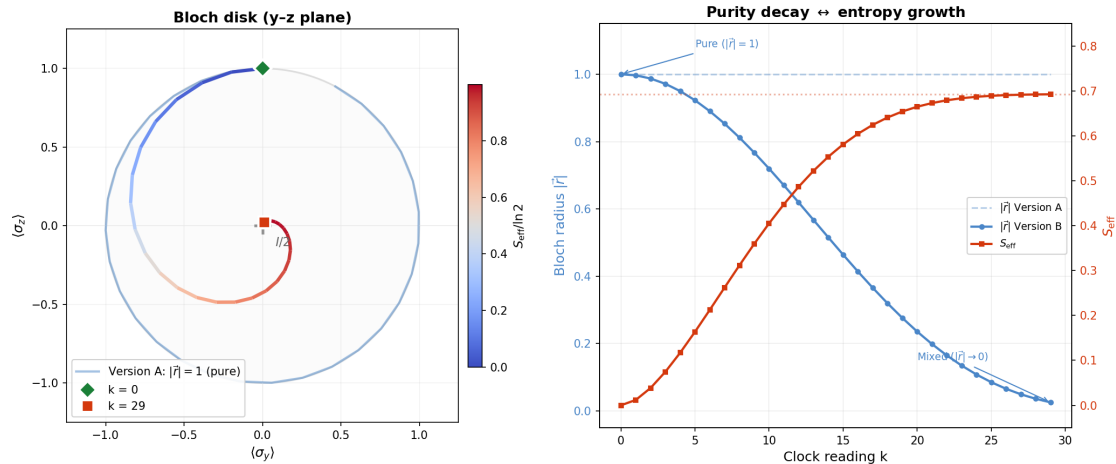 Bloch disk (y–z plane)
1.0
0.5
0.0
−0.5
−1.0
⟨σz⟩
I/2
Version A: |r⃗| = 1 (pure)
k = 0
k = 29
−1.0 −0.5 0.0 0.5 1.0
⟨σy⟩
0.8
0.6
0.4
0.2
0.0
Seff/ln 2
Purity decay ↔ entropy growth
Pure (|r⃗| = 1)
1.0
0.8
0.6
0.4
0.2
0.0
Bloch radius |r⃗|
|r⃗| Version A
|r⃗| Version B
Seff
Mixed (|r⃗| → 0)
0 5 10 15 20 25 30
Clock reading k
0.8
0.7
0.6
0.5
0.4
0.3
0.2
0.1
0.0
Seff